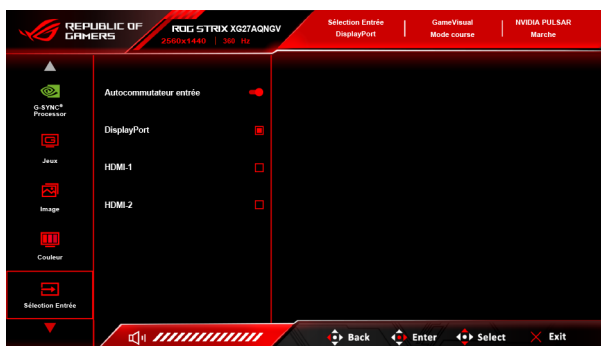 REPUBLIC OF
GAMERS
ROG STRIX XG27AQNGV
2560x1440 | 360 Hz
Sélection Entrée
DisplayPort
GameVisual
Mode course
NVIDIA PULSAR
Marche
G-SYNC®
Processor
Jeux
Image
Couleur
Sélection Entrée
Autocommutateur entrée
DisplayPort
HDMI-1
HDMI-2
Back
Enter
Select
Exit